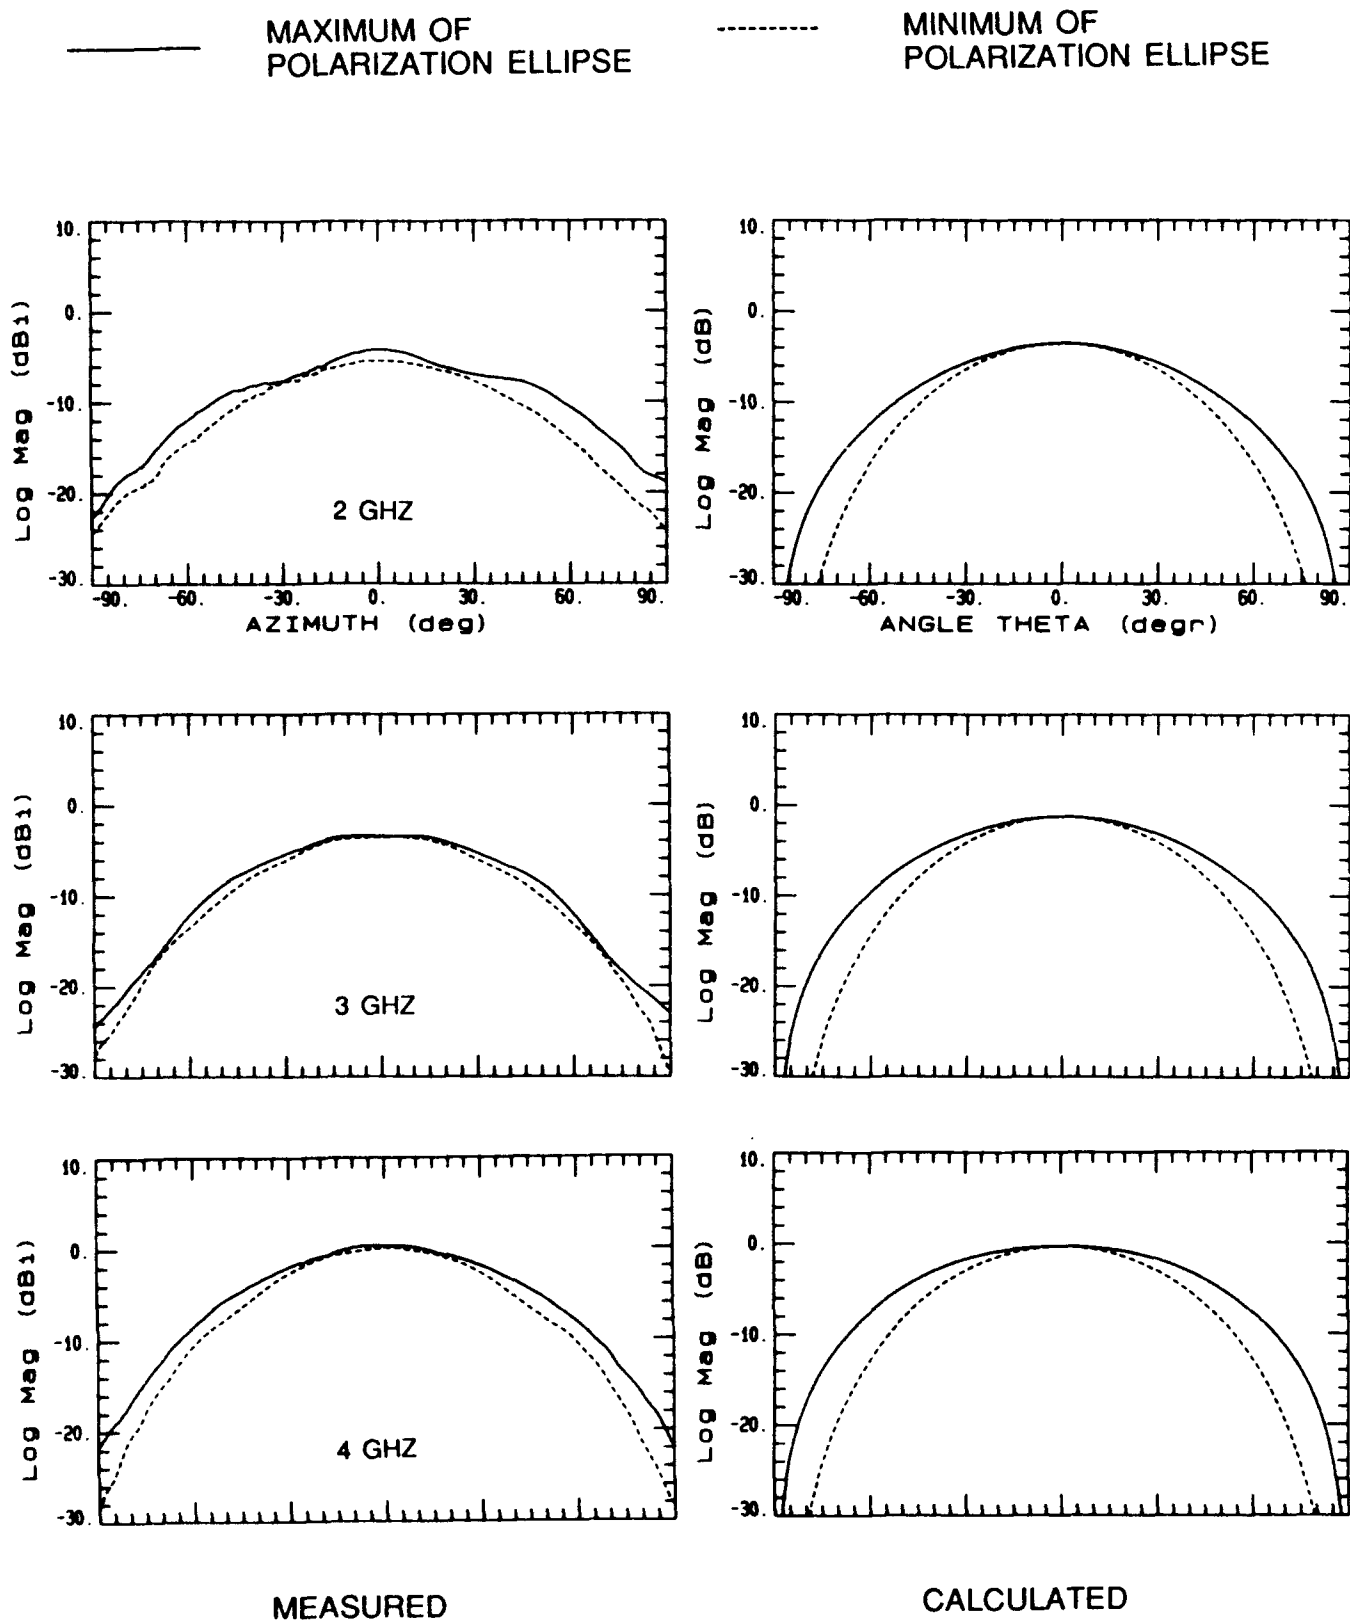 MAXIMUM OF
POLARIZATION ELLIPSE
MINIMUM OF
POLARIZATION ELLIPSE
10.
0.
-10.
-20.
-30.
Log Mag (dBi)
2 GHZ
-90. -60. -30. 0. 30. 60. 90.
AZIMUTH (deg)
10.
0.
-10.
-20.
-30.
Log Mag (dB)
-90. -60. -30. 0. 30. 60. 90.
ANGLE THETA (degr)
10.
0.
-10.
-20.
-30.
Log Mag (dBi)
3 GHZ
10.
0.
-10.
-20.
-30.
Log Mag (dB)
10.
0.
-10.
-20.
-30.
Log Mag (dBi)
4 GHZ
10.
0.
-10.
-20.
-30.
Log Mag (dB)
MEASURED
CALCULATED